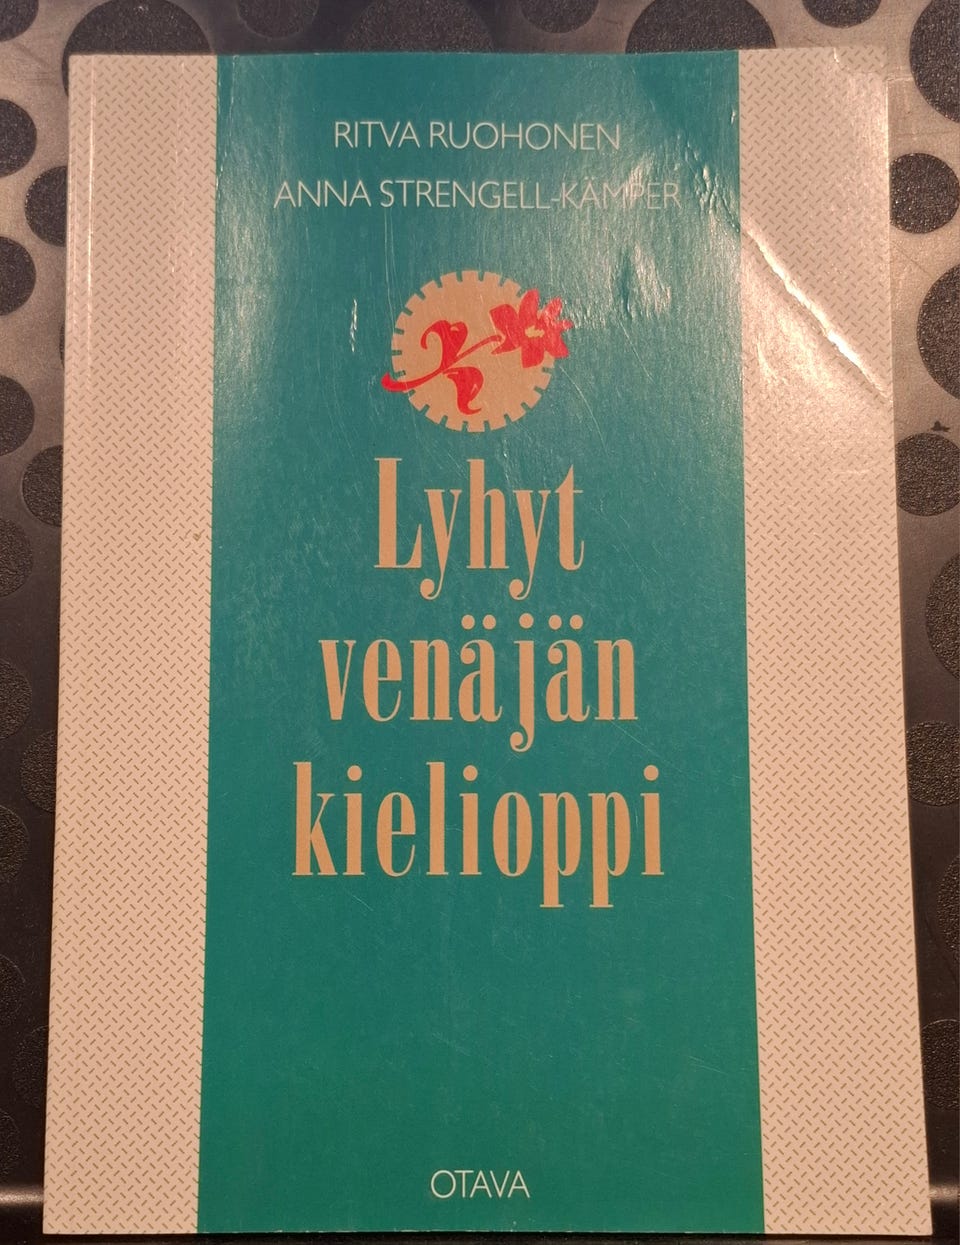 RITVA RUOHONEN
ANNA STRENGELL-KÄMPER
Lyhyt
venäjän
kielioppi
OTAVA